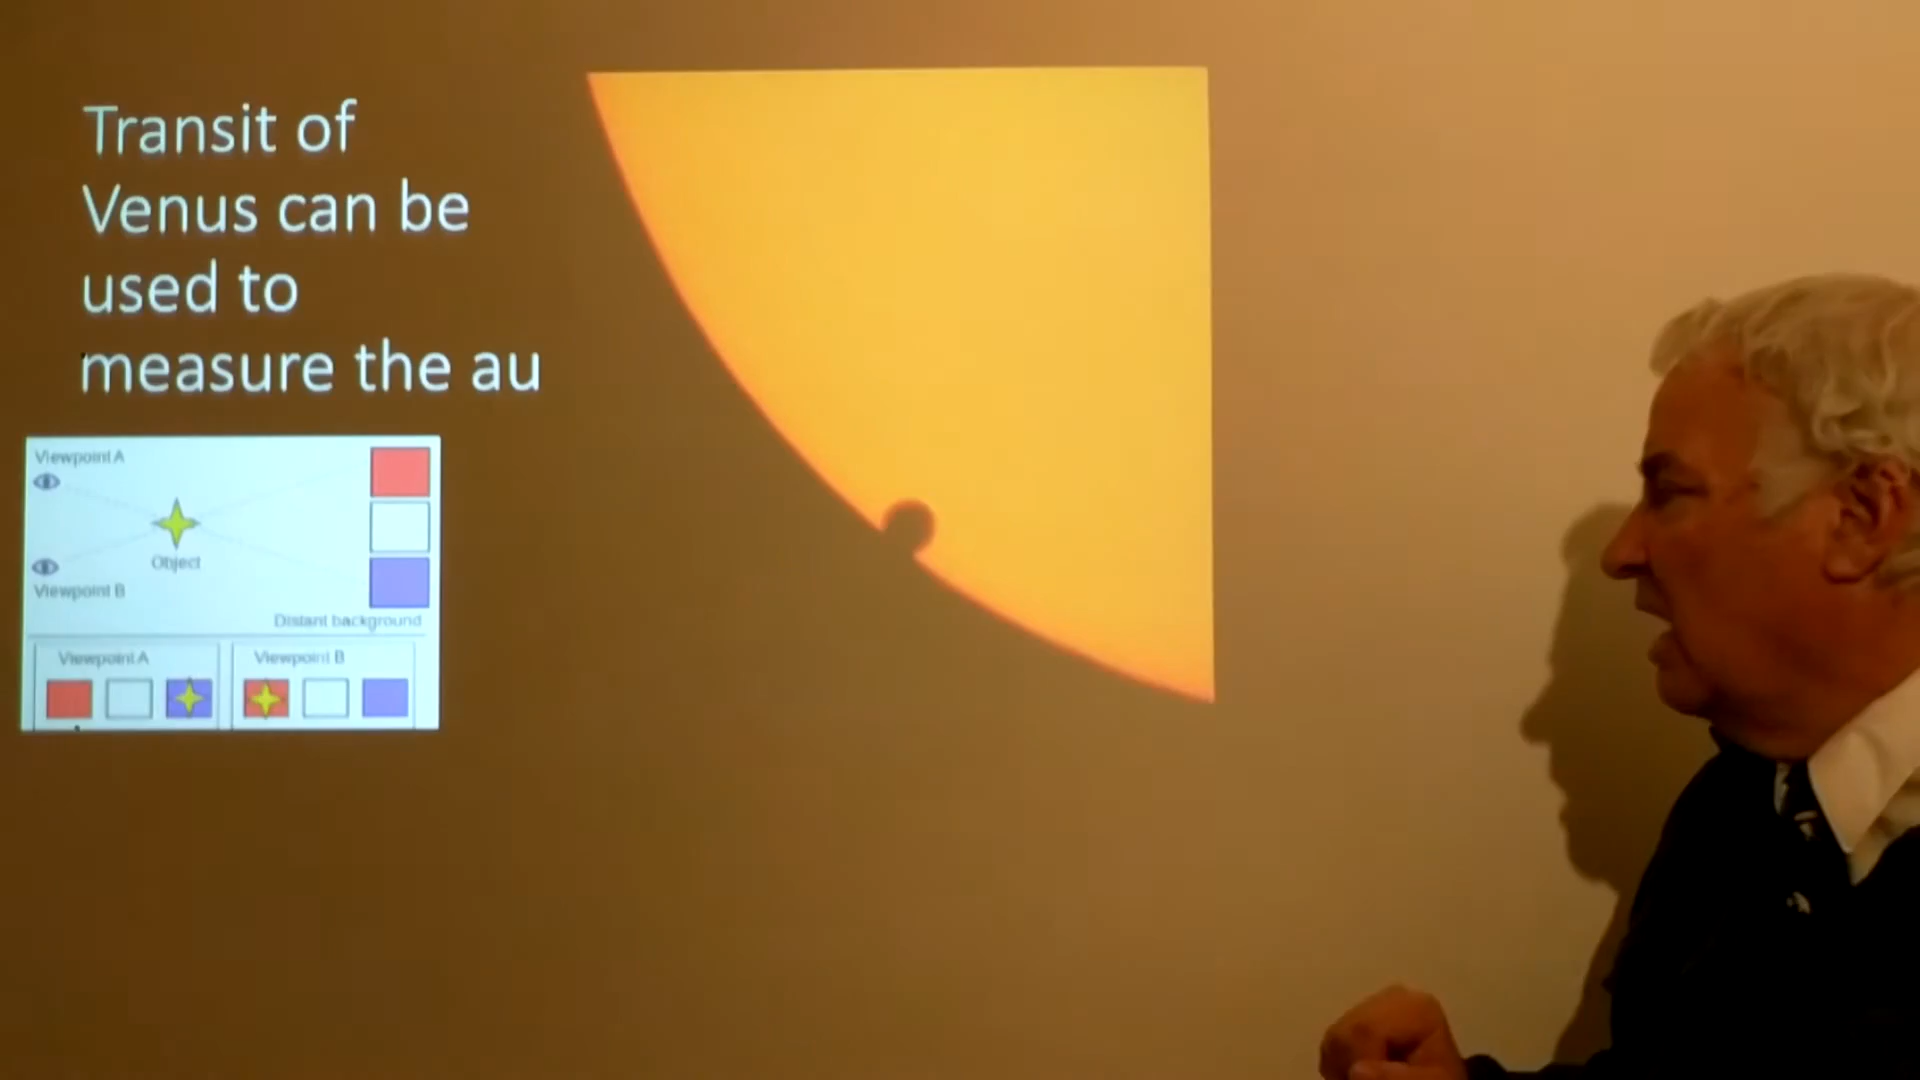 Transit of
Venus can be
used to
measure the au
Viewpoint A
Object
Viewpoint B
Distant background
Viewpoint A
Viewpoint B